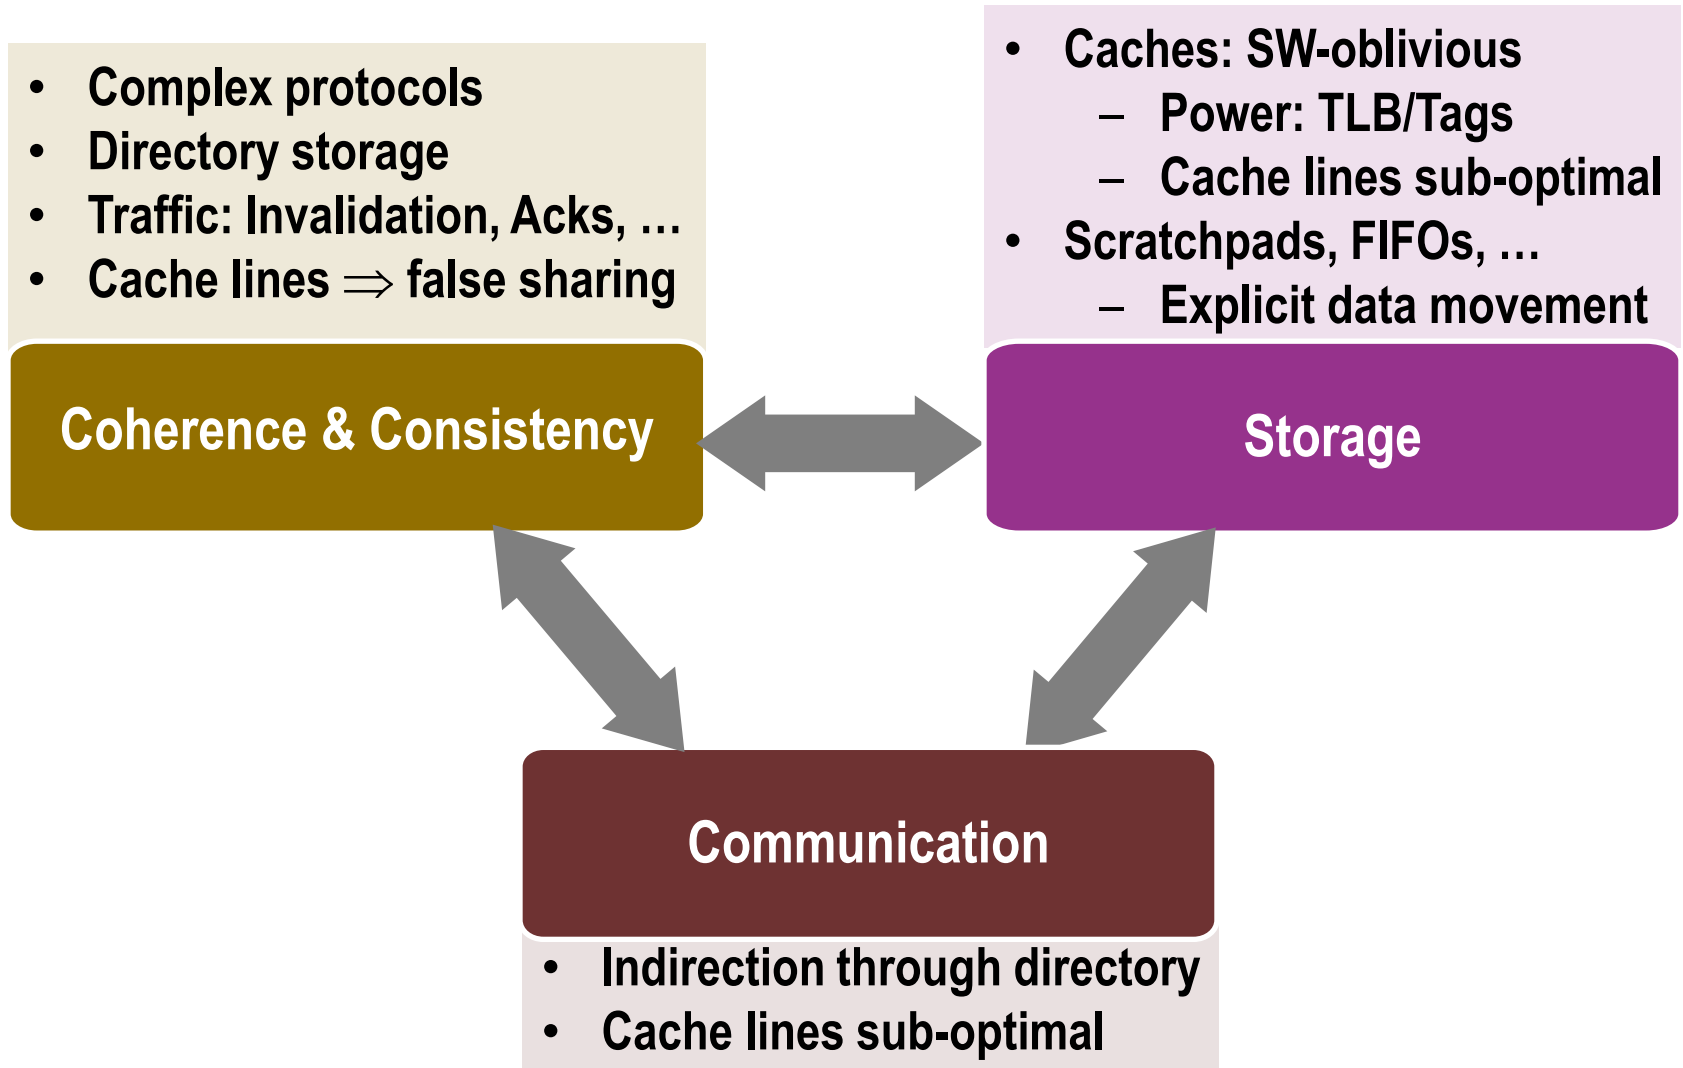 • Complex protocols
• Directory storage
• Traffic: Invalidation, Acks, …
• Cache lines ⇒ false sharing
Coherence & Consistency
• Caches: SW-oblivious
– Power: TLB/Tags
– Cache lines sub-optimal
• Scratchpads, FIFOs, …
– Explicit data movement
Storage
Communication
• Indirection through directory
• Cache lines sub-optimal